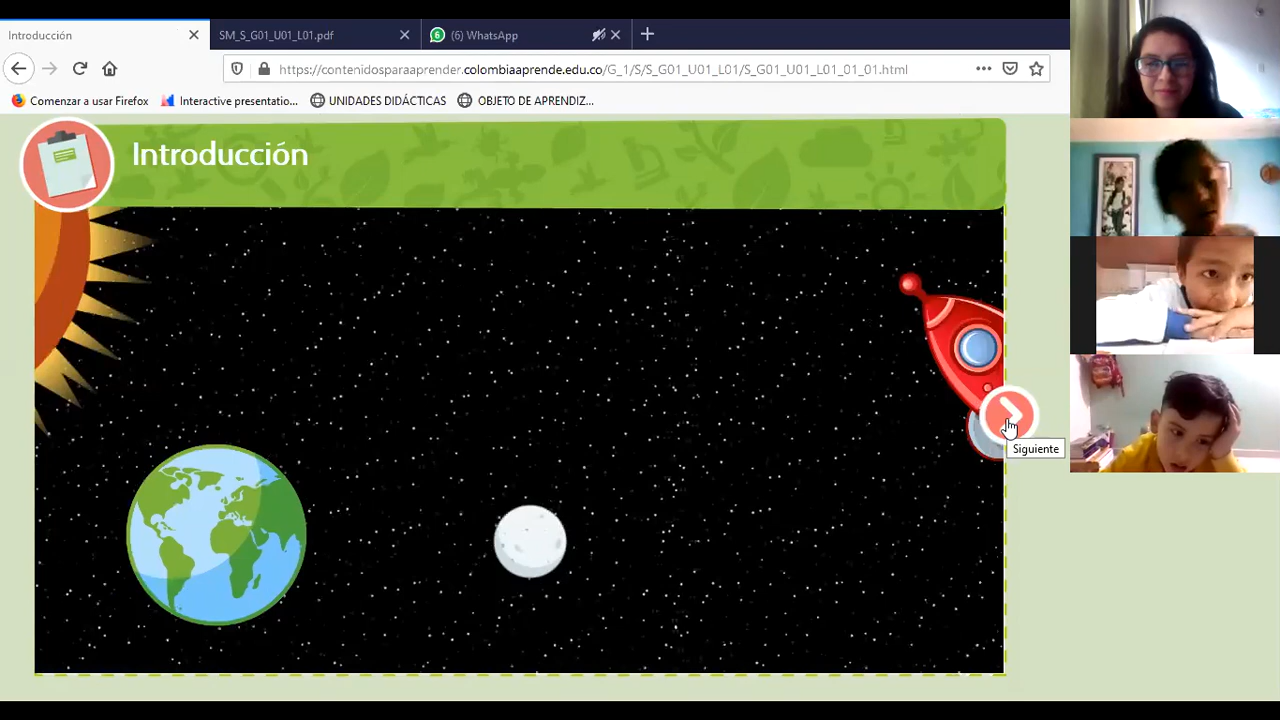 Introducción
SM_S_G01_U01_L01.pdf
6 (6) WhatsApp
https://contenidosparaaprender.colombiaaprende.edu.co/G_1/S/S_G01_U01_L01/S_G01_U01_L01_01_01.html
Comenzar a usar Firefox
Interactive presentatio...
UNIDADES DIDÁCTICAS
OBJETO DE APRENDIZ...
Introducción
Siguiente